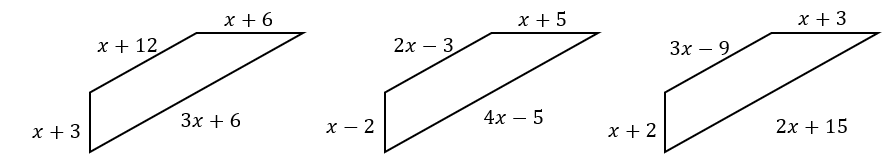 x + 6
x + 12
x + 3
3x + 6
x + 5
2x − 3
x − 2
4x − 5
x + 3
3x − 9
x + 2
2x + 15